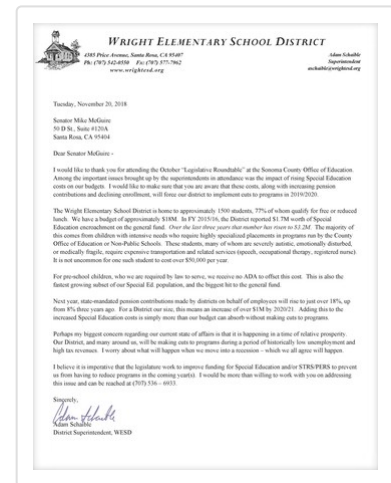 WRIGHT ELEMENTARY SCHOOL DISTRICT
4385 Price Avenue, Santa Rosa, CA 95407
Ph: (707) 542-0550 Fx: (707) 577-7962
www.wrightesd.org
Adam Schaible
Superintendent
aschaible@wrightesd.org
Tuesday, November 20, 2018
Senator Mike McGuire
50 D St., Suite #120A
Santa Rosa, CA 95404
Dear Senator McGuire -
I would like to thank you for attending the October "Legislative Roundtable" at the Sonoma County Office of Education.
Among the important issues brought up by the superintendents in attendance was the impact of rising Special Education
costs on our budgets. I would like to make sure that you are aware that these costs, along with increasing pension
contributions and declining enrollment, will force our district to implement cuts to programs in 2019/2020.
The Wright Elementary School District is home to approximately 1500 students, 77% of whom qualify for free or reduced
lunch. We have a budget of approximately $18M. In FY 2015/16, the District reported $1.7M worth of Special
Education encroachment on the general fund. Over the last three years that number has risen to $3.2M. The majority of
this comes from children with intensive needs who require highly specialized placements in programs run by the County
Office of Education or Non-Public Schools. These students, many of whom are severely autistic, emotionally disturbed,
or medically fragile, require expensive transportation and related services (speech, occupational therapy, registered nurse).
It is not uncommon for one such student to cost over $50,000 per year.
For pre-school children, who we are required by law to serve, we receive no ADA to offset this cost. This is also the
fastest growing subset of our Special Ed. population, and the biggest hit to the general fund.
Next year, state-mandated pension contributions made by districts on behalf of employees will rise to just over 18%, up
from 8% three years ago. For a District our size, this means an increase of over $1M by 2020/21. Adding this to the
increased Special Education costs is simply more than our budget can absorb without making cuts to programs.
Perhaps my biggest concern regarding our current state of affairs is that it is happening in a time of relative prosperity.
Our District, and many around us, will be making cuts to programs during a period of historically low unemployment and
high tax revenues. I worry about what will happen when we move into a recession – which we all agree will happen.
I believe it is imperative that the legislature work to improve funding for Special Education and/or STRS/PERS to prevent
us from having to reduce programs in the coming year(s). I would be more than willing to work with you on addressing
this issue and can be reached at (707) 536 – 6933.
Sincerely,
Adam Schaible
Adam Schaible
District Superintendent, WESD